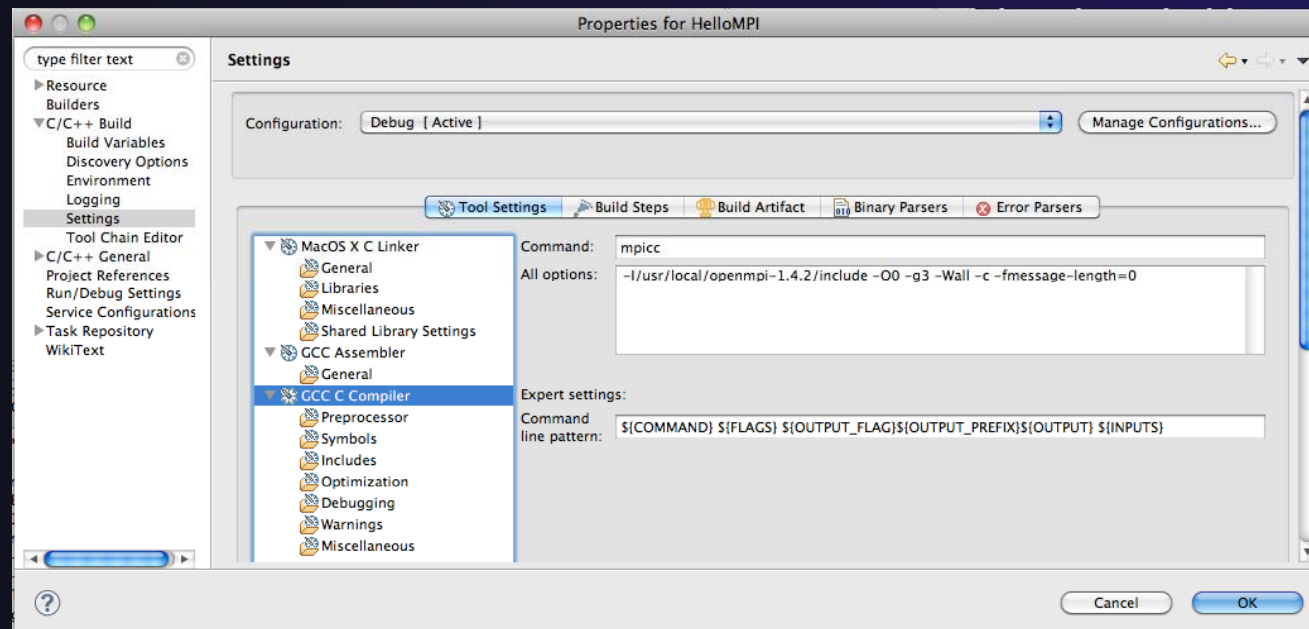 Properties for HelloMPI
type filter text
Resource
Builders
C/C++ Build
Build Variables
Discovery Options
Environment
Logging
Settings
Tool Chain Editor
C/C++ General
Project References
Run/Debug Settings
Service Configurations
Task Repository
WikiText
Settings
Configuration:
Debug [ Active ]
Manage Configurations...
Tool Settings
Build Steps
Build Artifact
Binary Parsers
Error Parsers
MacOS X C Linker
General
Libraries
Miscellaneous
Shared Library Settings
GCC Assembler
General
GCC C Compiler
Preprocessor
Symbols
Includes
Optimization
Debugging
Warnings
Miscellaneous
Command:
mpicc
All options:
-I/usr/local/openmpi-1.4.2/include -O0 -g3 -Wall -c -fmessage-length=0
Expert settings:
Command
line pattern:
${COMMAND} ${FLAGS} ${OUTPUT_FLAG}${OUTPUT_PREFIX}${OUTPUT} ${INPUTS}
?
Cancel
OK